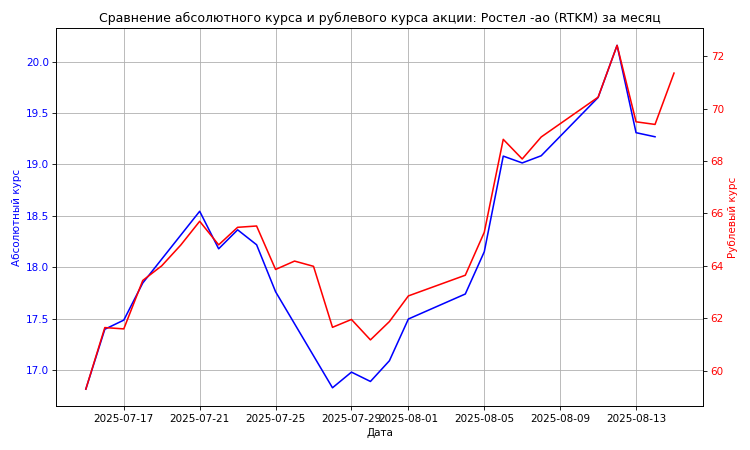 Сравнение абсолютного курса и рублевого курса акции: Ростел -ао (RTKM) за месяц
20.0
19.5
19.0
18.5
18.0
17.5
17.0
Абсолютный курс
72
70
68
66
64
62
60
Рублевый курс
2025-07-17 2025-07-21 2025-07-25 2025-07-29 2025-08-01 2025-08-05 2025-08-09 2025-08-13
Дата